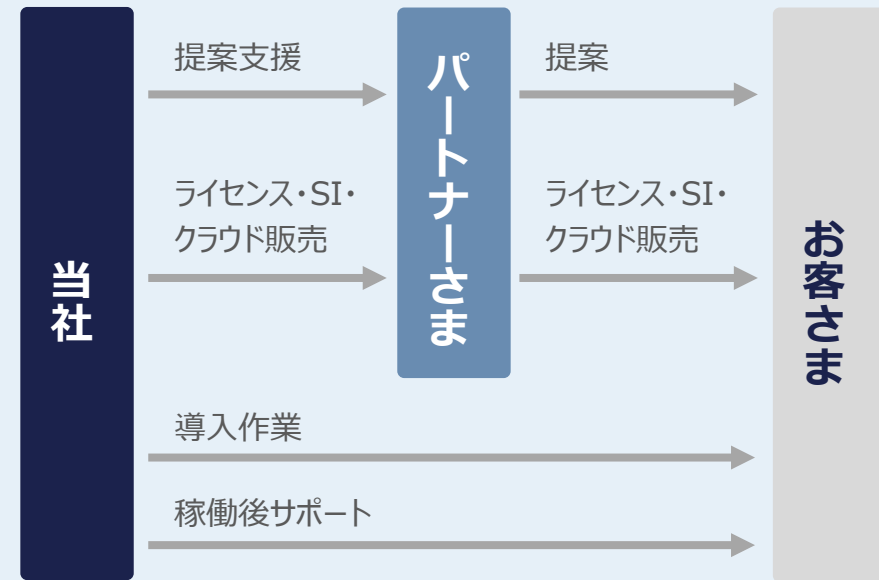 当社
提案支援
ライセンス・SI・
クラウド販売
パートナーさま
提案
ライセンス・SI・
クラウド販売
導入作業
稼働後サポート
お客さま